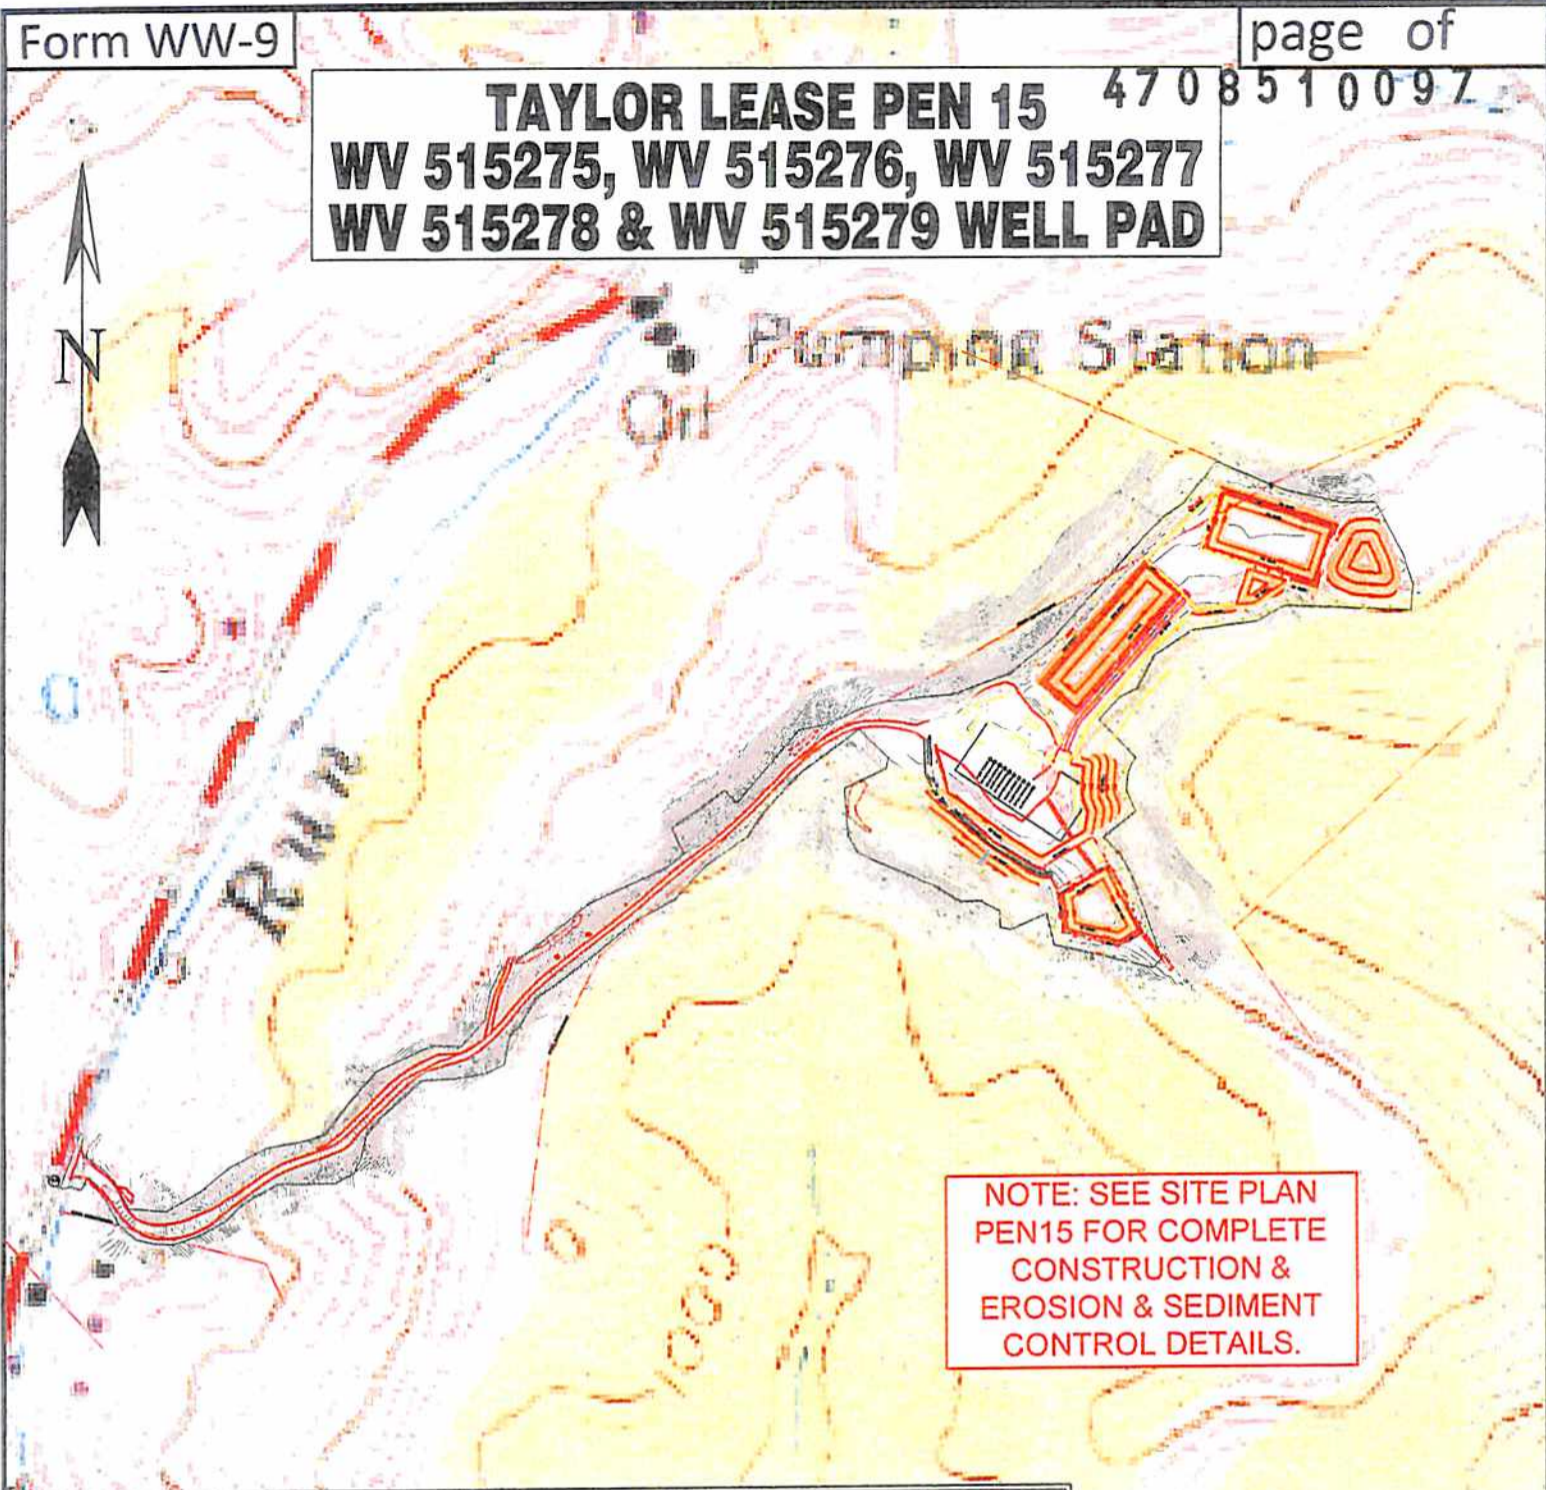 Form WW-9
page of
4708510097
TAYLOR LEASE PEN 15
WV 515275, WV 515276, WV 515277
WV 515278 & WV 515279 WELL PAD
N
Pumping Station
Oil
Run
1000
NOTE: SEE SITE PLAN
PEN15 FOR COMPLETE
CONSTRUCTION &
EROSION & SEDIMENT
CONTROL DETAILS.